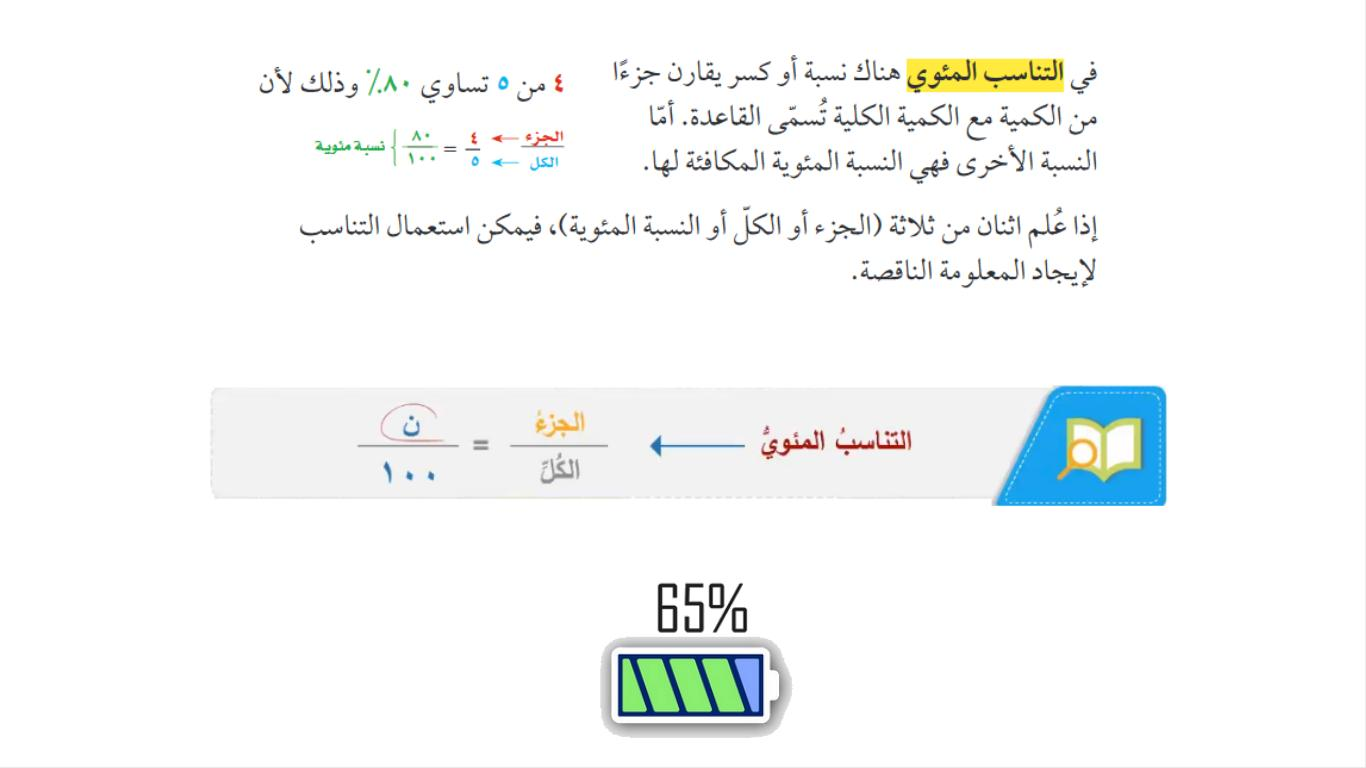 في التناسب المئوي هناك نسبة أو كسر يقارن جزءًا
من الكمية مع الكمية الكلية تُسمّى القاعدة. أمّا
النسبة الأخرى فهي النسبة المئوية المكافئة لها.
٤ من ٥ تساوي ٨٠٪ وذلك لأن
الجزء ← ٤ = ٨٠ } نسبة مئوية
الكل ← ٥ ١٠٠
إذا عُلم اثنان من ثلاثة (الجزء أو الكلّ أو النسبة المئوية)، فيمكن استعمال التناسب
لإيجاد المعلومة الناقصة.
التناسبُ المئويُّ ← الجزءُ = ن
الكُلِّ ١٠٠
65%